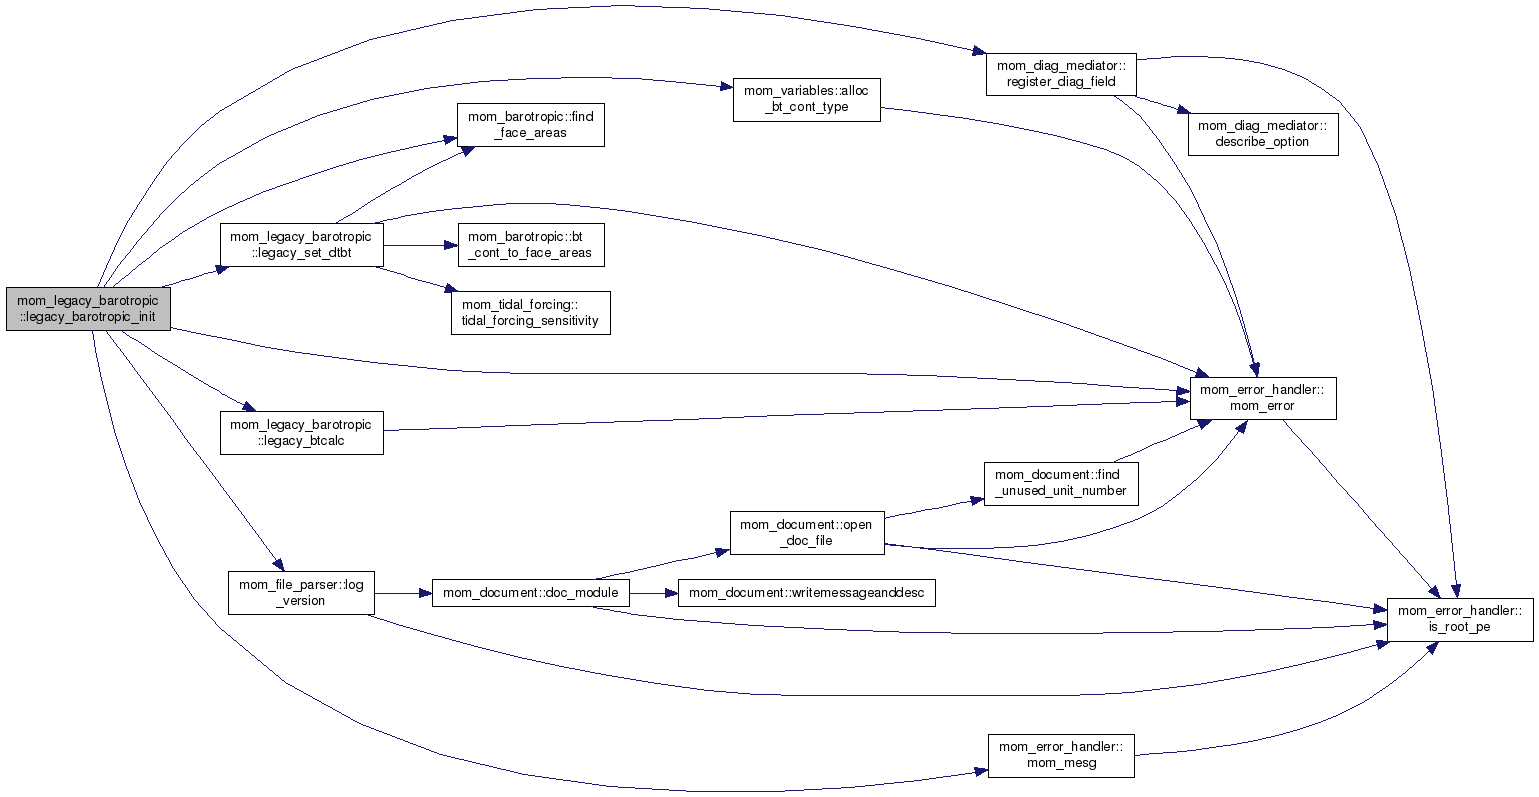 mom_diag_mediator::
register_diag_field
mom_variables::alloc
_bt_cont_type
mom_barotropic::find
_face_areas
mom_diag_mediator::
describe_option
mom_legacy_barotropic
::legacy_set_dtbt
mom_barotropic::bt
_cont_to_face_areas
mom_legacy_barotropic
::legacy_barotropic_init
mom_tidal_forcing::
tidal_forcing_sensitivity
mom_error_handler::
mom_error
mom_legacy_barotropic
::legacy_btcalc
mom_document::find
_unused_unit_number
mom_document::open
_doc_file
mom_file_parser::log
_version
mom_document::doc_module
mom_document::writemessageanddesc
mom_error_handler::
is_root_pe
mom_error_handler::
mom_mesg